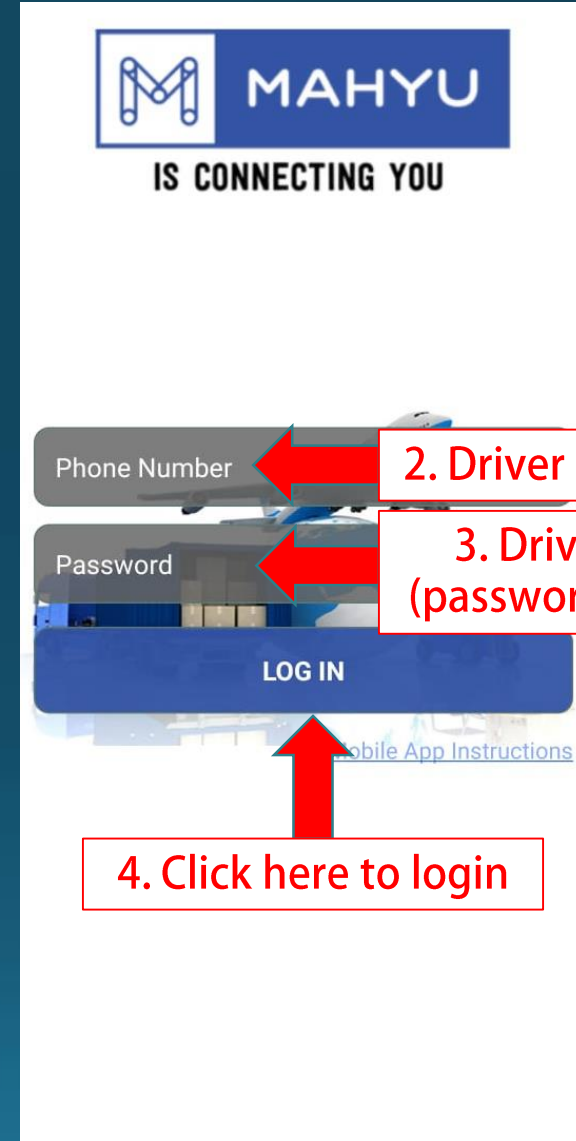 MAHYU
IS CONNECTING YOU
Phone Number
2. Driver
Password
3. Driv
(passwor
LOG IN
obile App Instructions
4. Click here to login